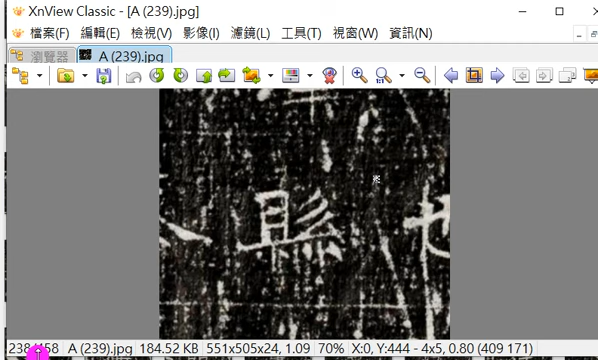 XnView Classic - [A (239).jpg]
檔案(F) 編輯(E) 檢視(V) 影像(I) 濾鏡(L) 工具(T) 視窗(W) 資訊(N)
瀏覽器 A (239).jpg
1:1
縣
A (239).jpg 184.52 KB 551x505x24, 1.09 70% X:0, Y:444 - 4x5, 0.80 (409 171)